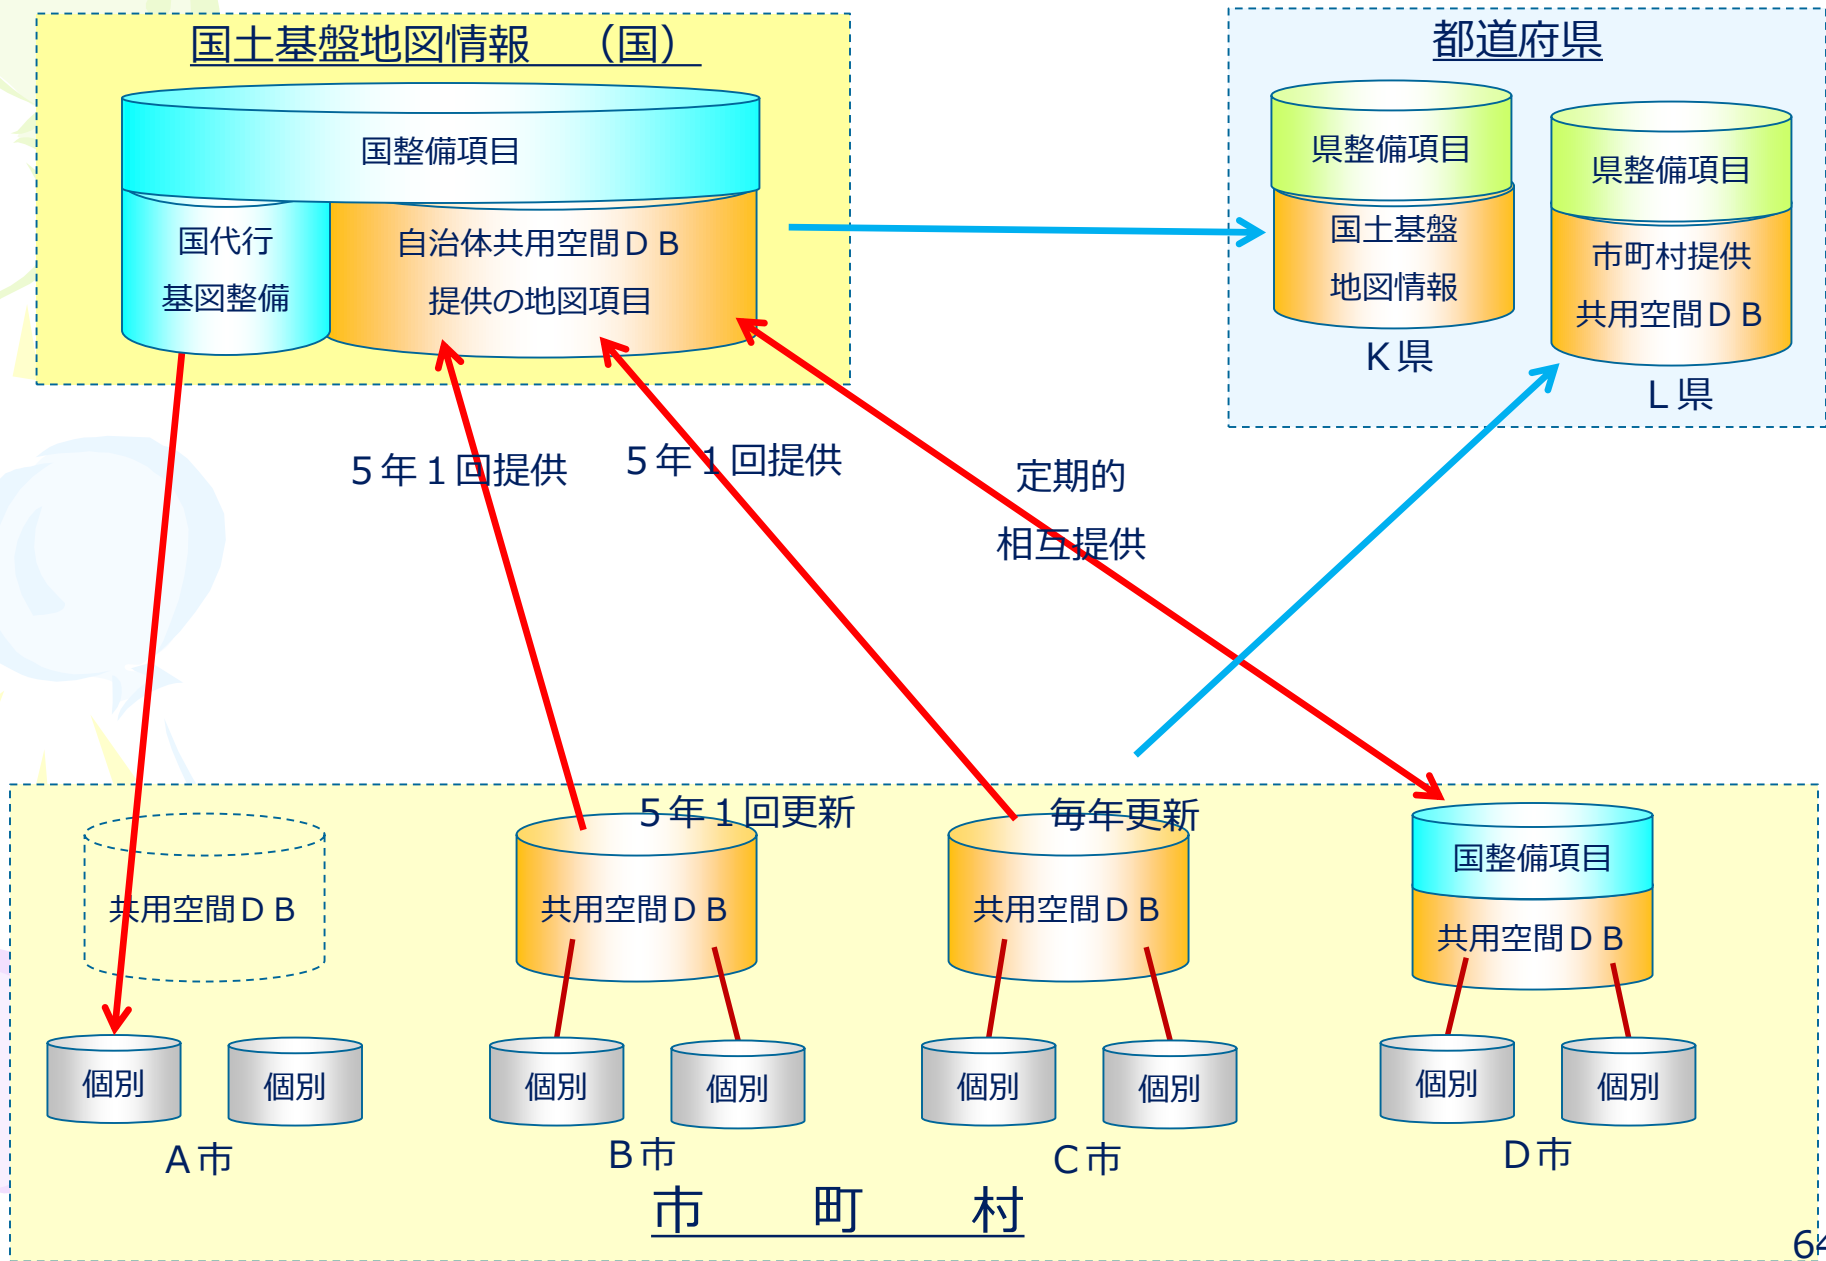 国土基盤地図情報　（国）
国整備項目
国代行
基図整備
自治体共用空間ＤＢ
提供の地図項目
都道府県
県整備項目
国土基盤
地図情報
Ｋ県
県整備項目
市町村提供
共用空間ＤＢ
Ｌ県
５年１回提供
５年１回提供
定期的
相互提供
５年１回更新
毎年更新
共用空間ＤＢ
共用空間ＤＢ
共用空間ＤＢ
国整備項目
共用空間ＤＢ
個別
個別
個別
個別
個別
個別
個別
個別
Ａ市
Ｂ市
Ｃ市
Ｄ市
市　　町　　村
64